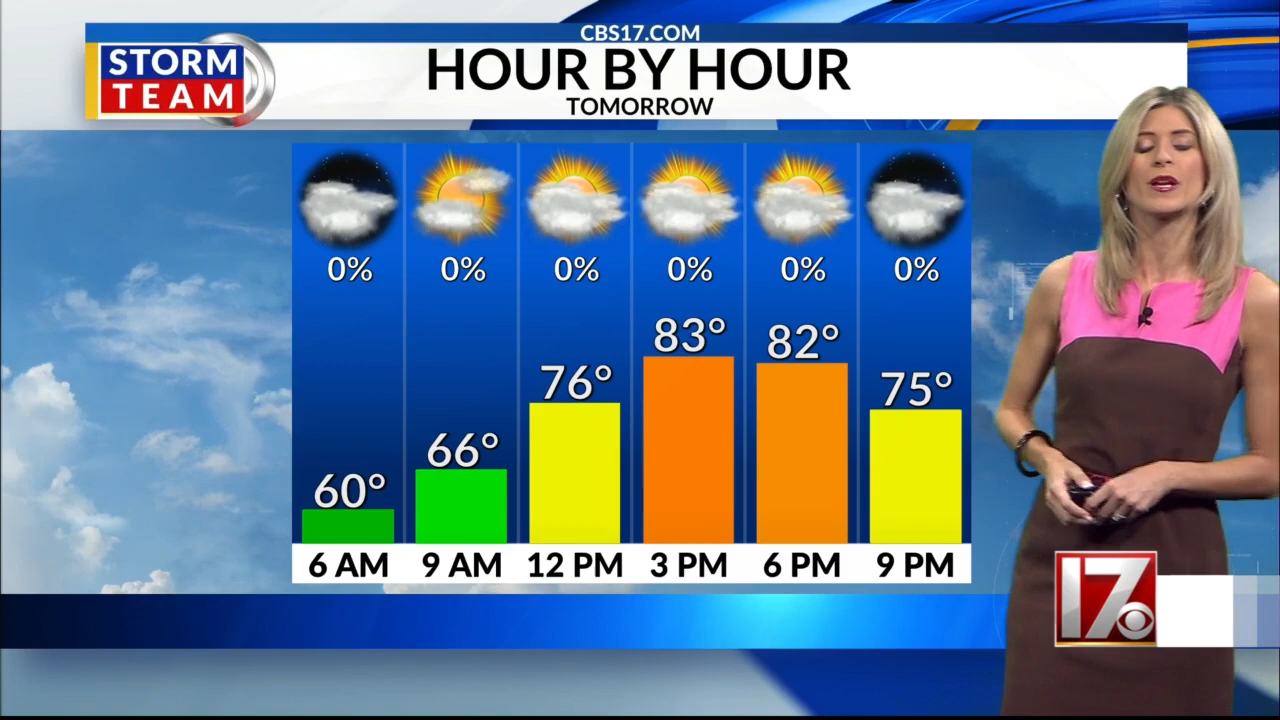 CBS17.COM
HOUR BY HOUR
TOMORROW
STORM
TEAM
0% 0% 0% 0% 0% 0%
60° 66° 76° 83° 82° 75°
6 AM 9 AM 12 PM 3 PM 6 PM 9 PM
17